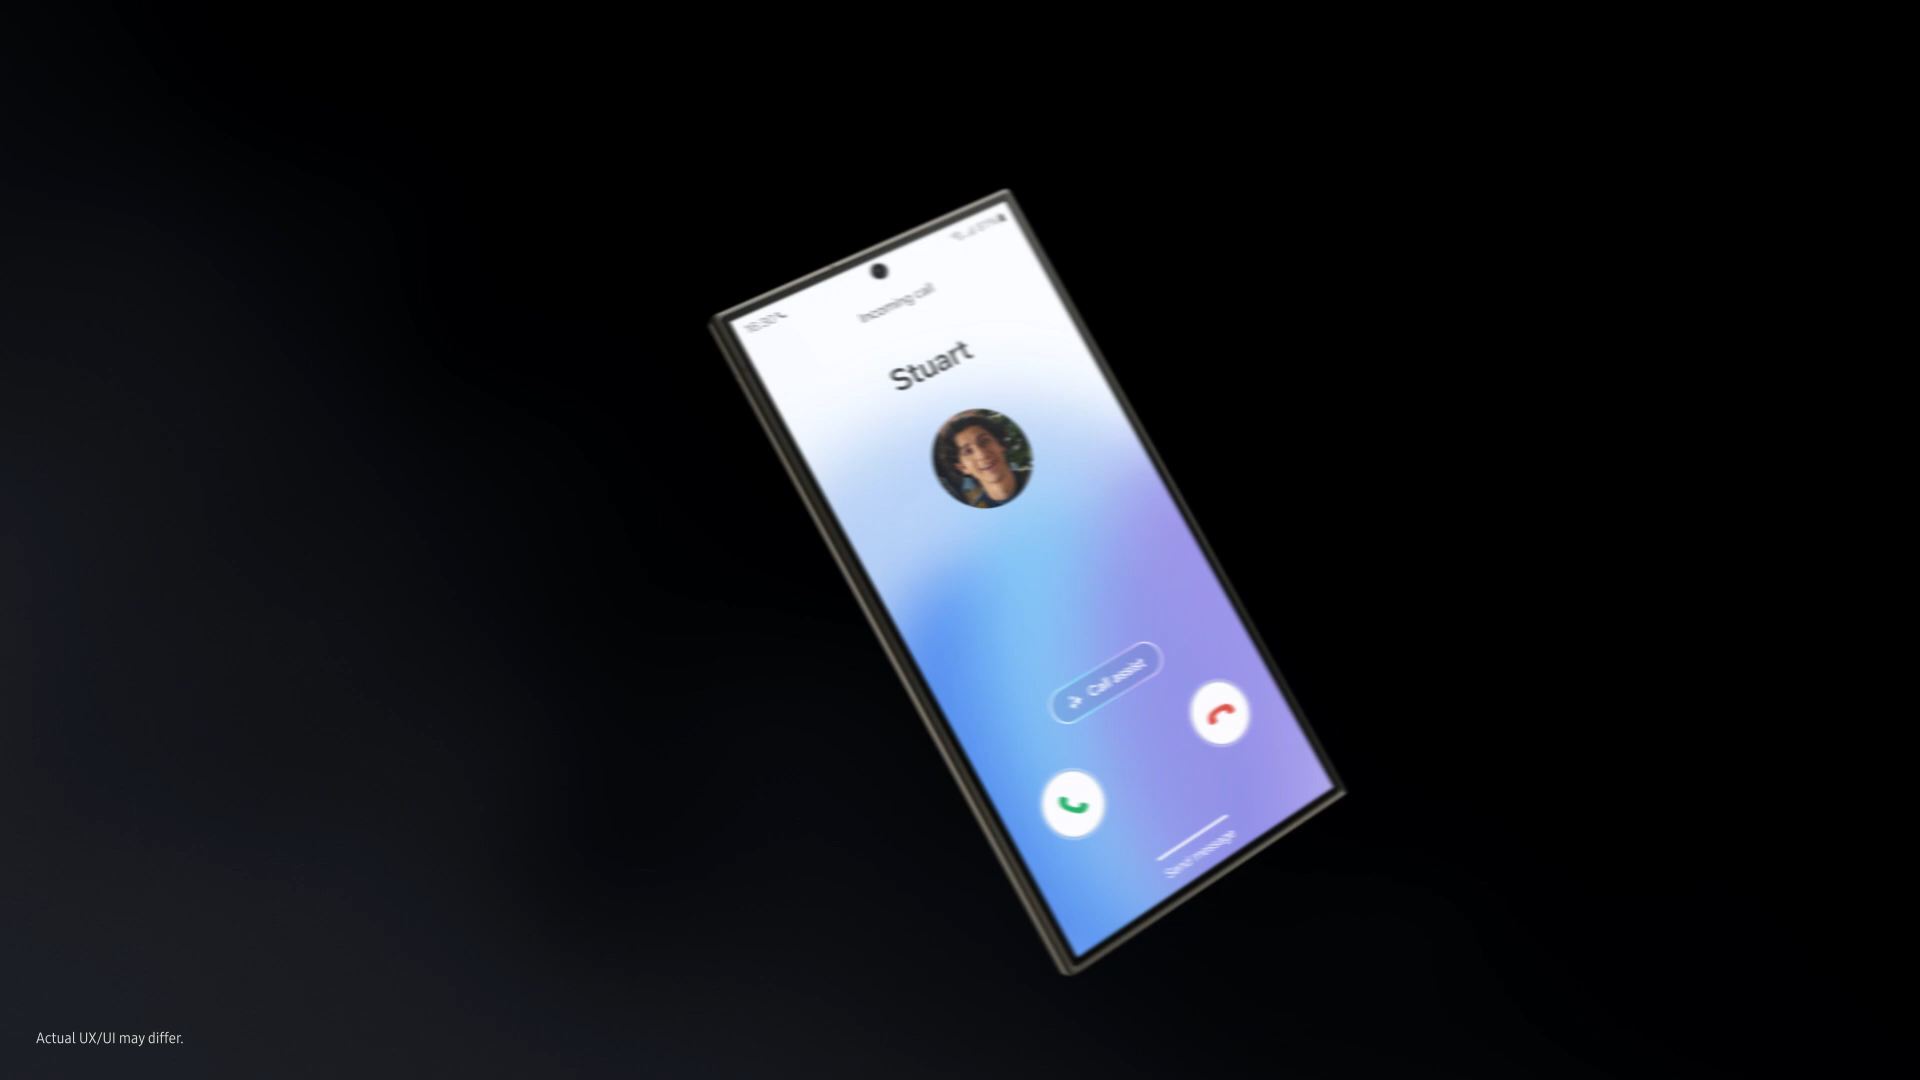 Incoming call
Stuart
Call assist
Send message
Actual UX/UI may differ.